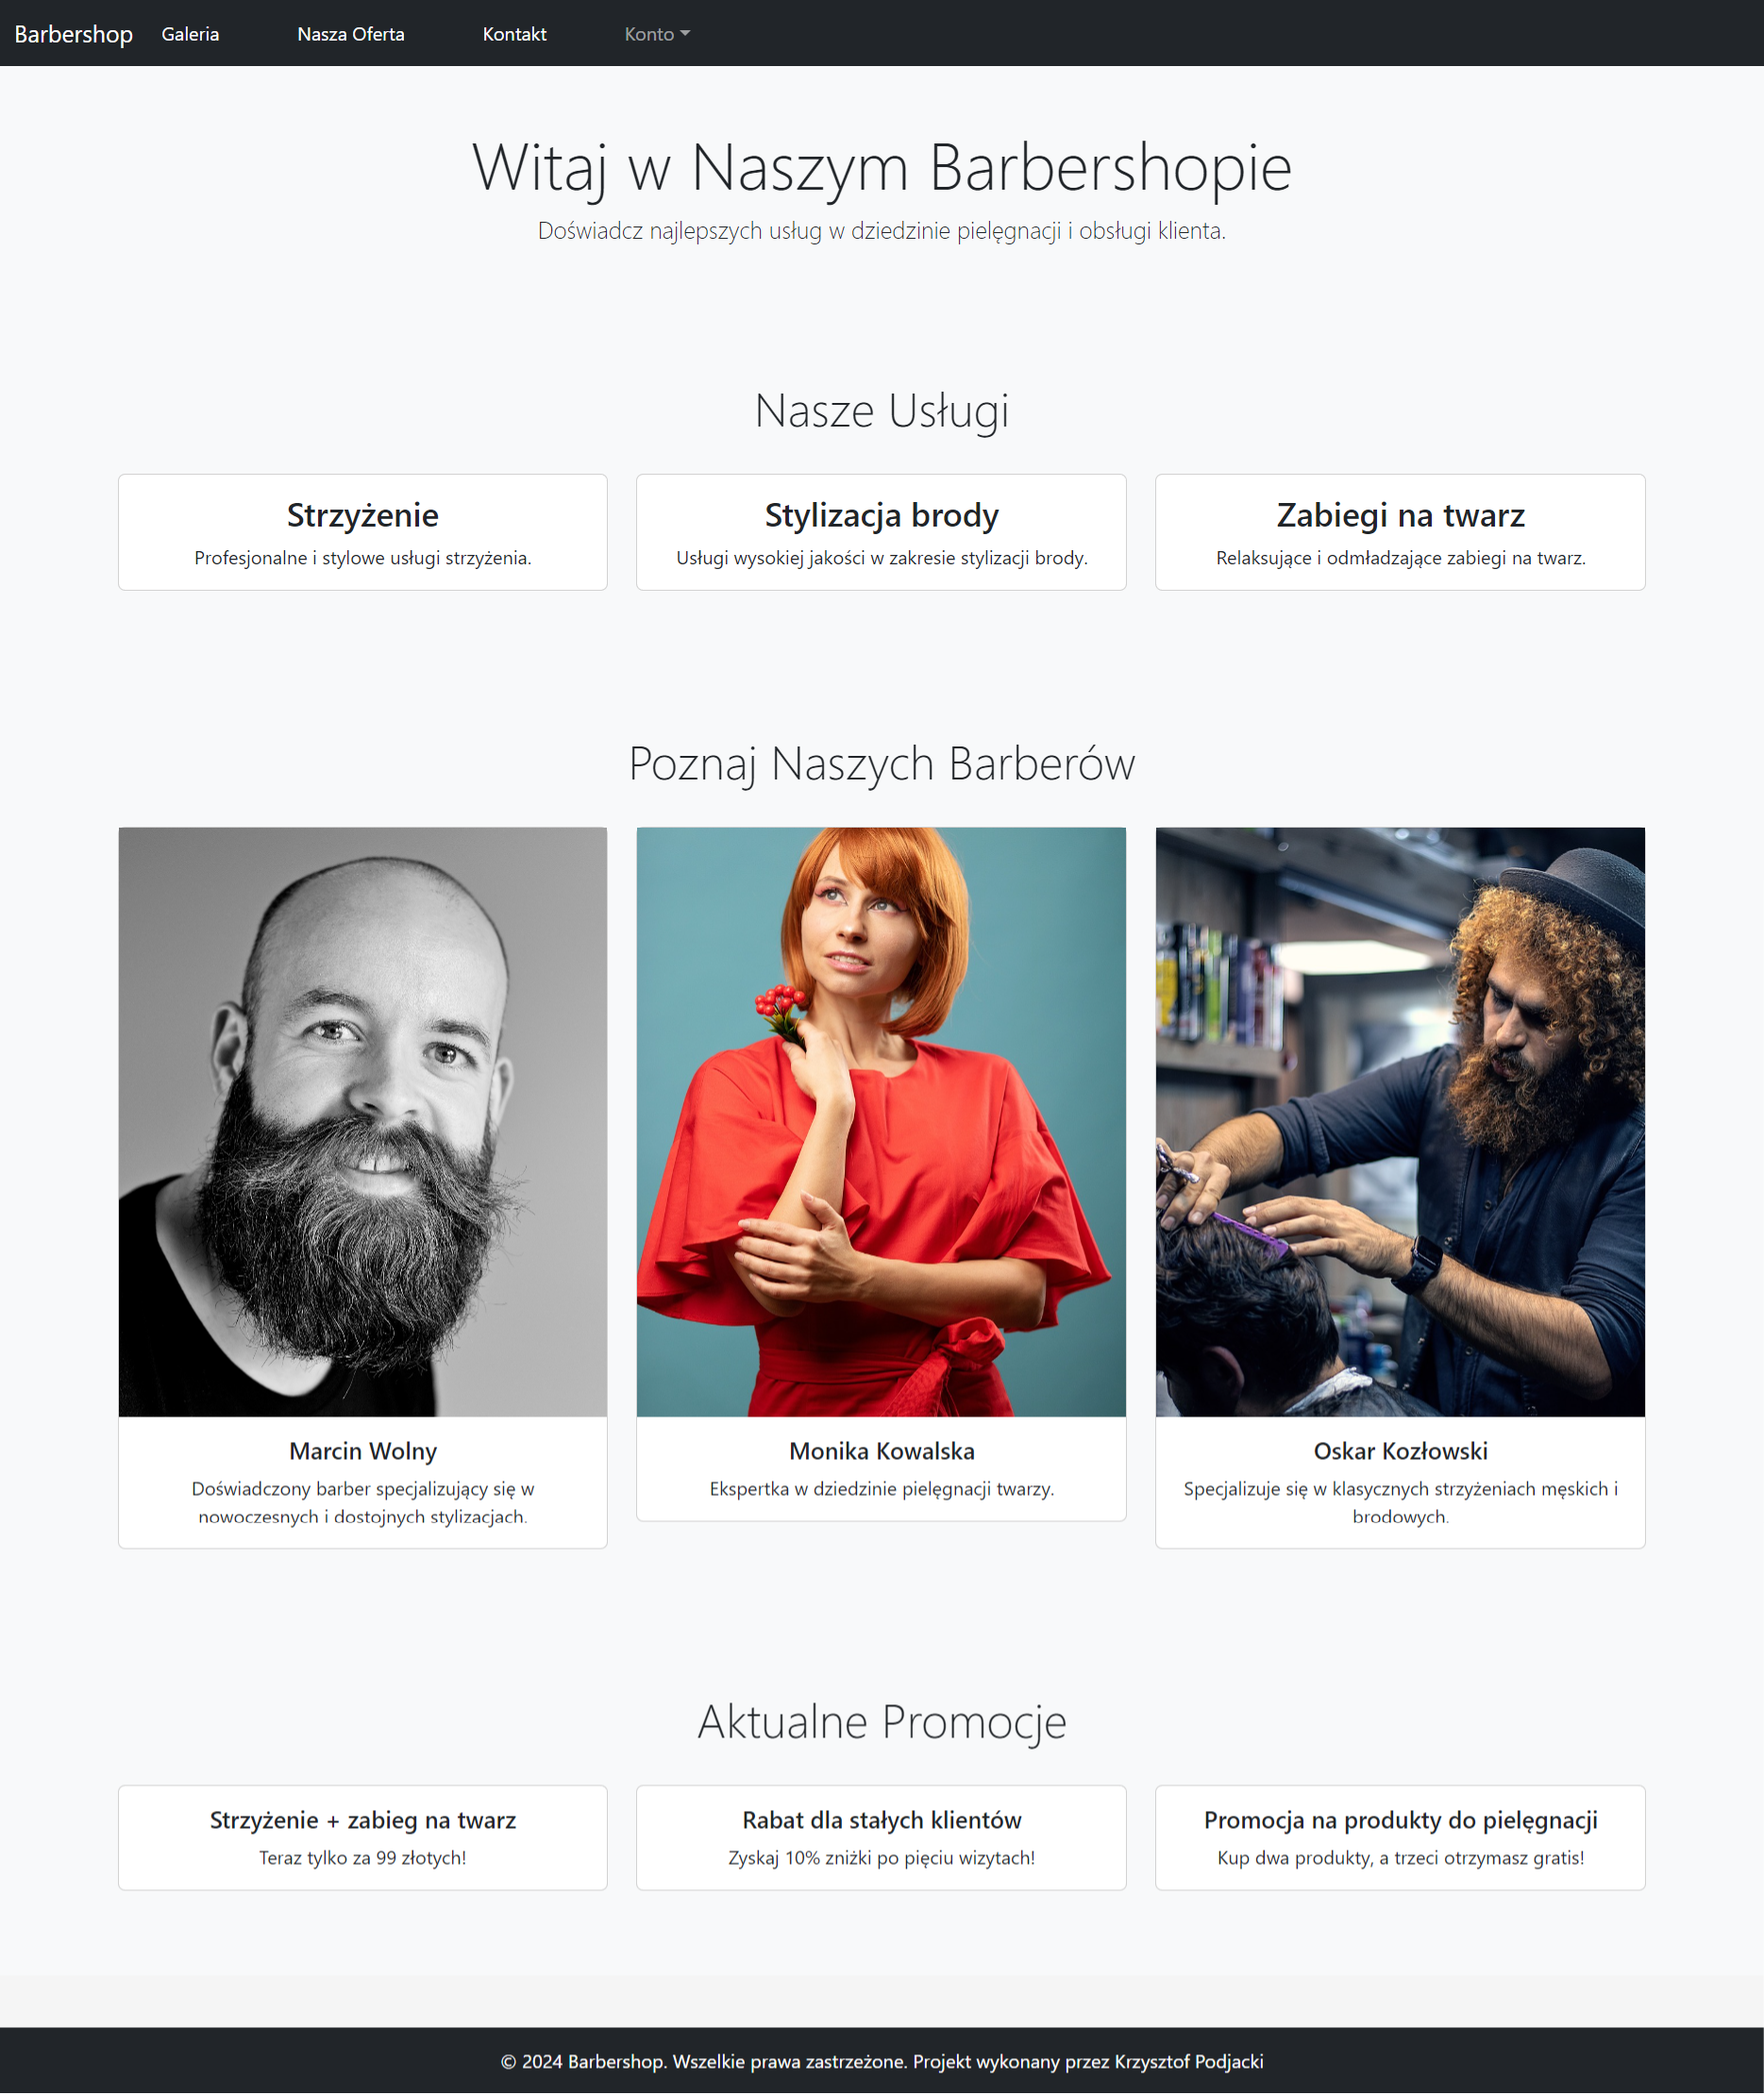 Barbershop Galeria Nasza Oferta Kontakt Konto
Witaj w Naszym Barbershopie
Doświadcz najlepszych usług w dziedzinie pielęgnacji i obsługi klienta.
Nasze Usługi
Strzyżenie
Profesjonalne i stylowe usługi strzyżenia.
Stylizacja brody
Usługi wysokiej jakości w zakresie stylizacji brody.
Zabiegi na twarz
Relaksujące i odmładzające zabiegi na twarz.
Poznaj Naszych Barberów
Marcin Wolny
Doświadczony barber specjalizujący się w
nowoczesnych i dostojnych stylizacjach.
Monika Kowalska
Ekspertka w dziedzinie pielęgnacji twarzy.
Oskar Kozłowski
Specjalizuje się w klasycznych strzyżeniach męskich i
brodowych.
Aktualne Promocje
Strzyżenie + zabieg na twarz
Teraz tylko za 99 złotych!
Rabat dla stałych klientów
Zyskaj 10% zniżki po pięciu wizytach!
Promocja na produkty do pielęgnacji
Kup dwa produkty, a trzeci otrzymasz gratis!
© 2024 Barbershop. Wszelkie prawa zastrzeżone. Projekt wykonany przez Krzysztof Podjacki